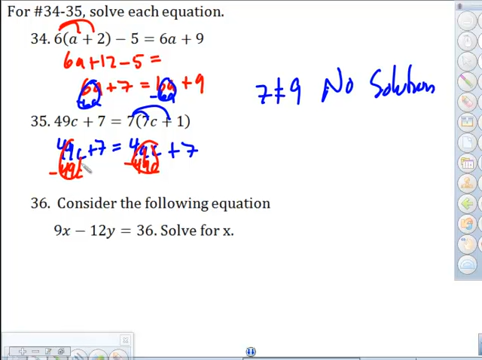 For #34-35, solve each equation.
34. 6(a + 2) − 5 = 6a + 9
6a+12-5=
6a+7 = 6a+9
-6a -6a
7≠9 No Solution
35. 49c + 7 = 7(7c + 1)
49c+7 = 49c+7
-49c -49c
36. Consider the following equation
9x − 12y = 36. Solve for x.